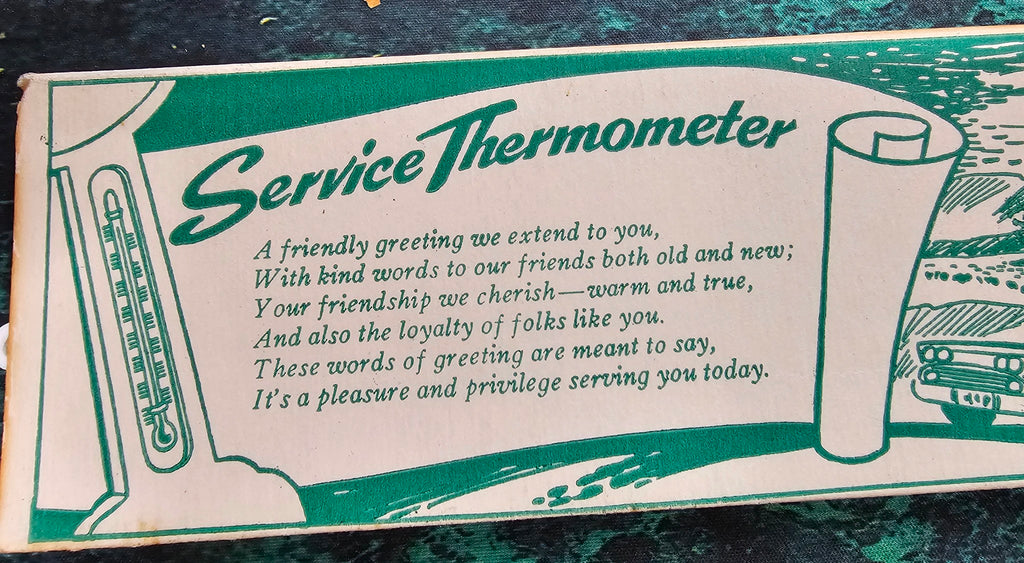 Service Thermometer
A friendly greeting we extend to you,
With kind words to our friends both old and new;
Your friendship we cherish—warm and true,
And also the loyalty of folks like you.
These words of greeting are meant to say,
It's a pleasure and privilege serving you today.